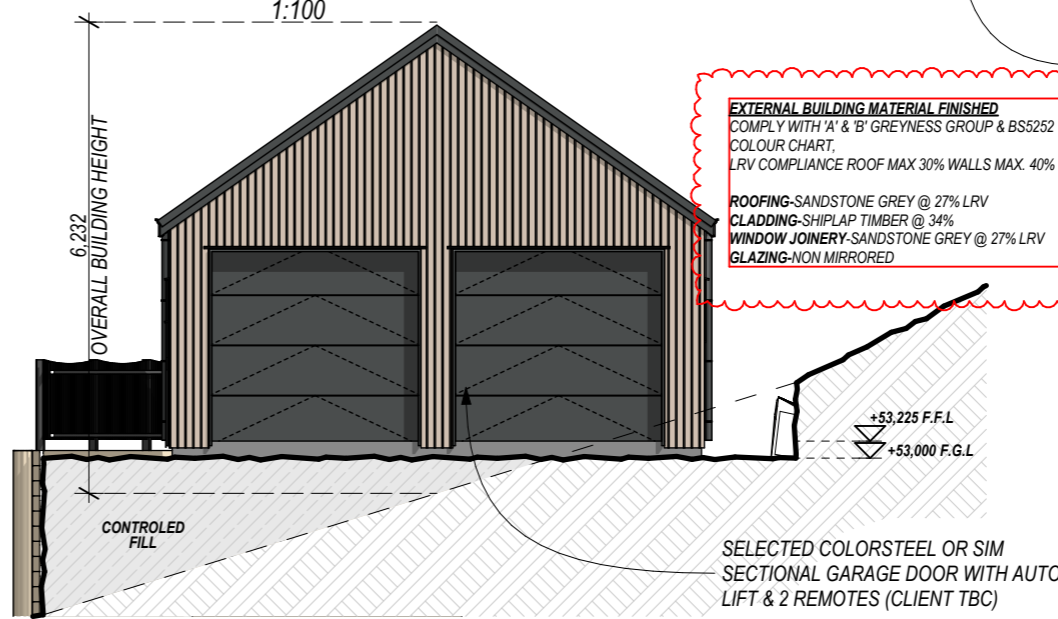 1:100
6,232
OVERALL BUILDING HEIGHT
EXTERNAL BUILDING MATERIAL FINISHED
COMPLY WITH 'A' & 'B' GREYNESS GROUP & BS5252
COLOUR CHART,
LRV COMPLIANCE ROOF MAX 30% WALLS MAX. 40%
ROOFING-SANDSTONE GREY @ 27% LRV
CLADDING-SHIPLAP TIMBER @ 34%
WINDOW JOINERY-SANDSTONE GREY @ 27% LRV
GLAZING-NON MIRRORED
+53,225 F.F.L
+53,000 F.G.L
CONTROLED
FILL
SELECTED COLORSTEEL OR SIM
SECTIONAL GARAGE DOOR WITH AUTO
LIFT & 2 REMOTES (CLIENT TBC)